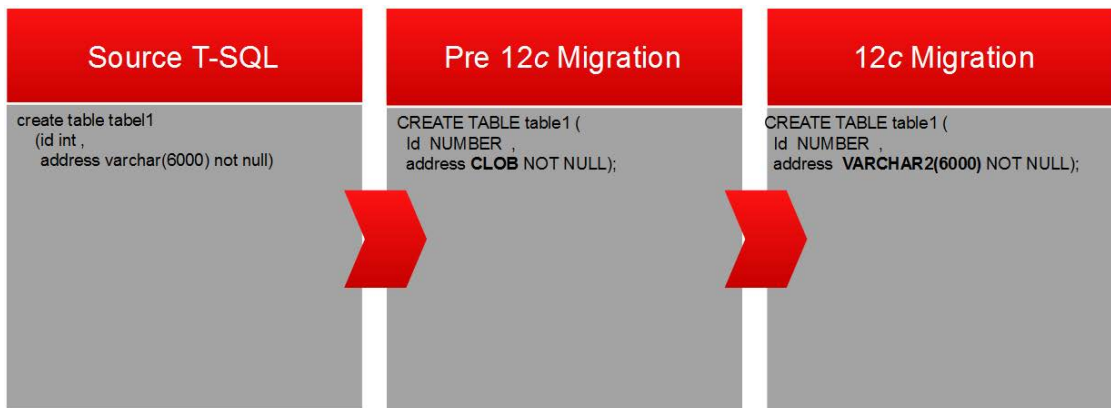 Source T-SQL
create table tabel1
(id int ,
address varchar(6000) not null)
Pre 12c Migration
CREATE TABLE table1 (
Id NUMBER ,
address CLOB NOT NULL);
12c Migration
CREATE TABLE table1 (
Id NUMBER ,
address VARCHAR2(6000) NOT NULL);